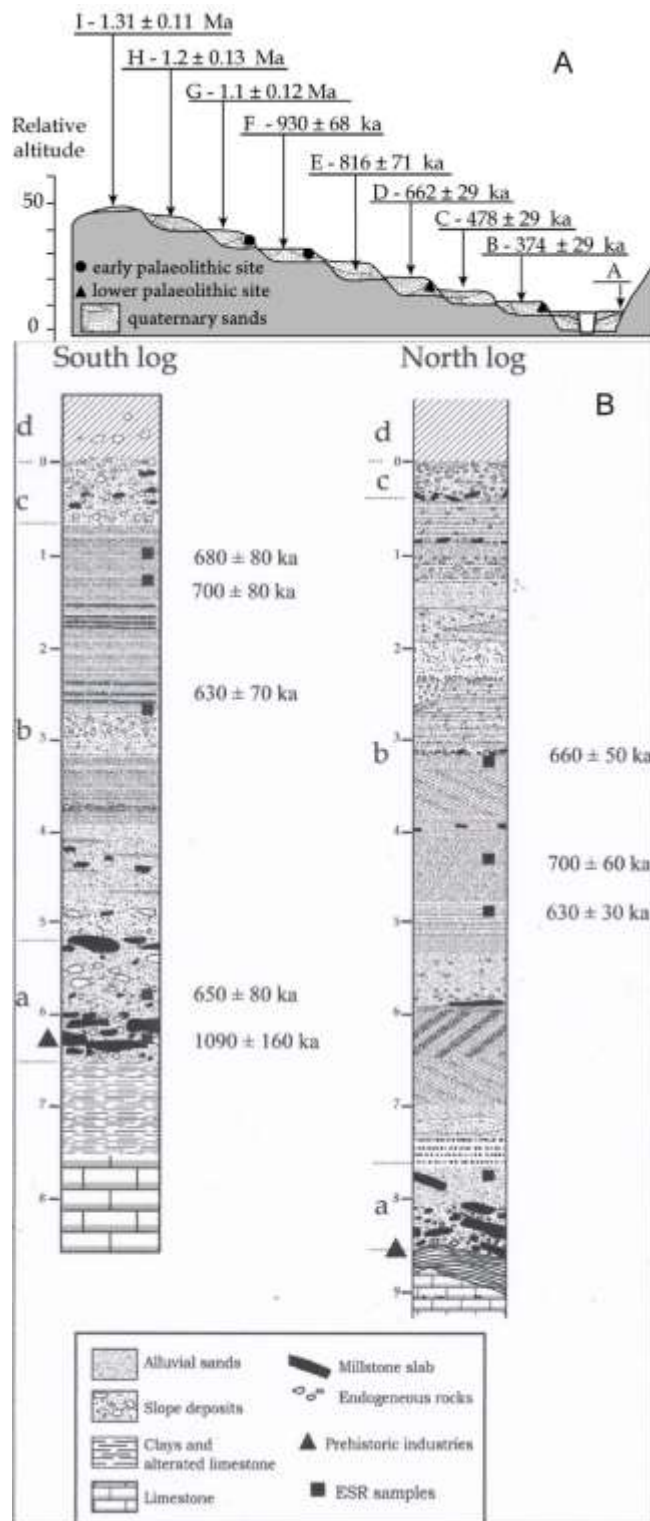 I - 1.31 ± 0.11 Ma
A
H - 1.2 ± 0.13 Ma
G - 1.1 ± 0.12 Ma
Relative
altitude
F - 930 ± 68 ka
E - 816 ± 71 ka
D - 662 ± 29 ka
C - 478 ± 29 ka
B - 374 ± 29 ka
A
50
0
early palaeolithic site
lower palaeolithic site
quaternary sands
South log
North log
B
d
d
0
0
c
c
1
1
680 ± 80 ka
700 ± 80 ka
2
2
630 ± 70 ka
3
3
b
b
660 ± 50 ka
4
4
700 ± 60 ka
5
5
630 ± 30 ka
a
650 ± 80 ka
6
6
1090 ± 160 ka
7
7
8
8
a
9
Alluvial sands
Slope deposits
Clays and
alterated limestone
Limestone
Millstone slab
Endogeneous rocks
Prehistoric industries
ESR samples